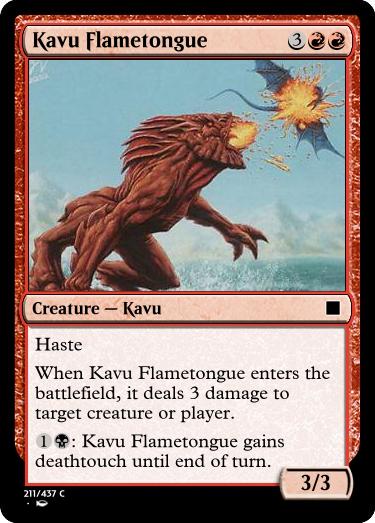 Kavu Flametongue 3
Creature — Kavu
Haste
When Kavu Flametongue enters the
battlefield, it deals 3 damage to
target creature or player.
1 : Kavu Flametongue gains
deathtouch until end of turn.
3/3
211/437 C